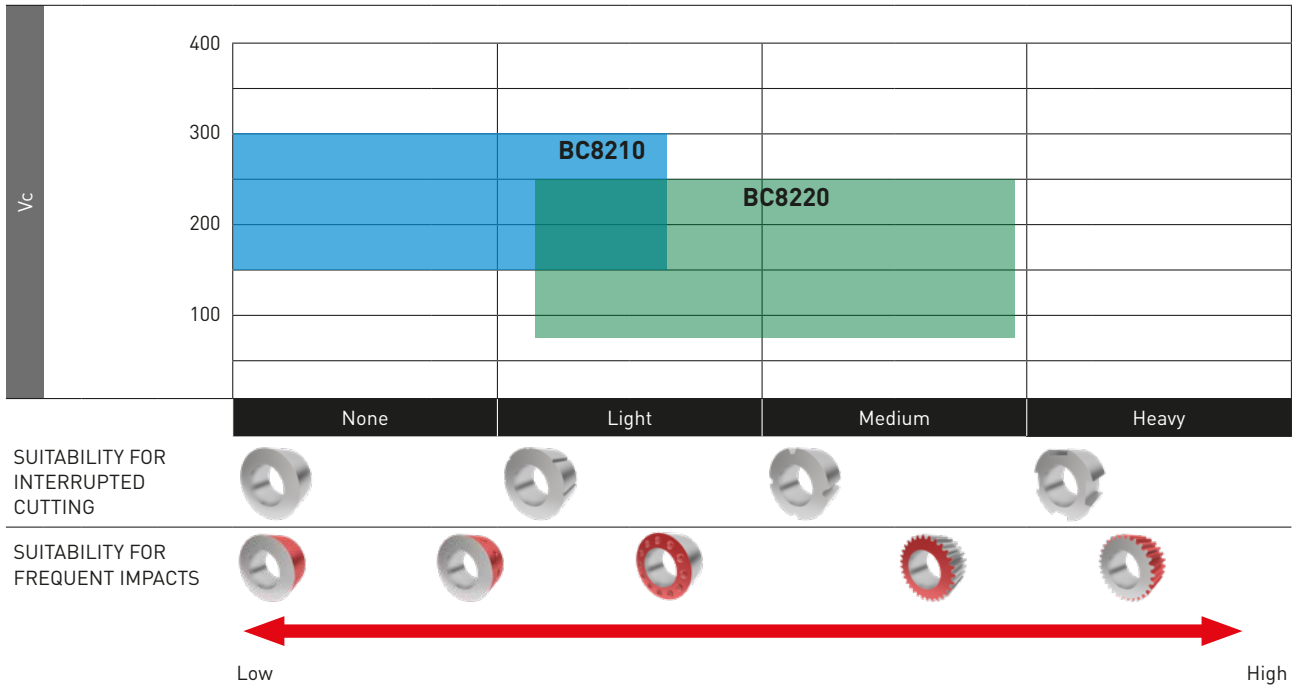 Vc
400
300
200
100
BC8210
BC8220
None Light Medium Heavy
SUITABILITY FOR
INTERRUPTED
CUTTING
SUITABILITY FOR
FREQUENT IMPACTS
Low High